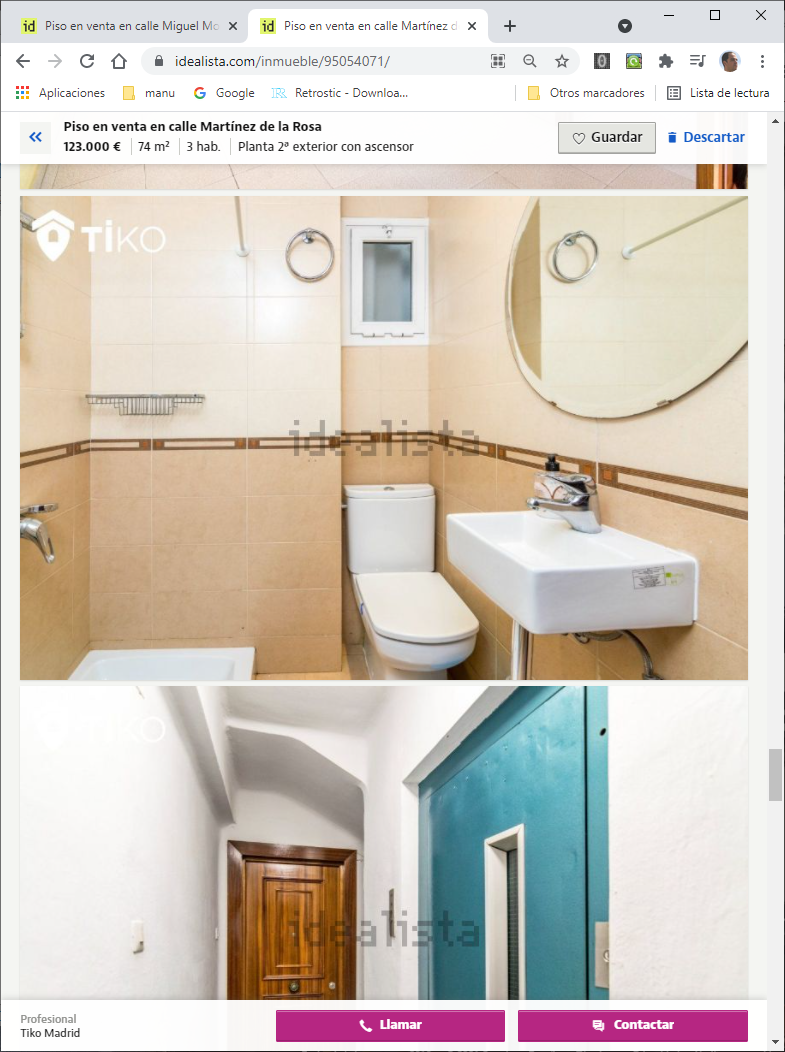 Piso en venta en calle Miguel Mo
Piso en venta en calle Martínez d
idealista.com/inmueble/95054071/
Aplicaciones
manu
Google
Retrostic - Downloa...
Otros marcadores
Lista de lectura
Piso en venta en calle Martínez de la Rosa
123.000 € 74 m² 3 hab. Planta 2ª exterior con ascensor
Guardar
Descartar
TIKO
idealista
TIKO
idealista
Profesional
Tiko Madrid
Llamar
Contactar